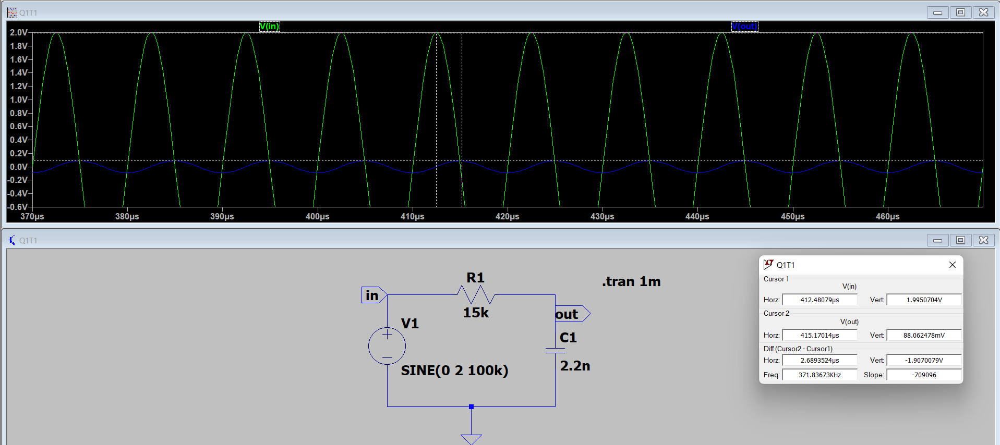 Q1T1
V(in) V(out)
2.0V
1.8V
1.6V
1.4V
1.2V
1.0V
0.8V
0.6V
0.4V
0.2V
0.0V
-0.2V
-0.4V
-0.6V
370µs 380µs 390µs 400µs 410µs 420µs 430µs 440µs 450µs 460µs
Q1T1
R1
.tran 1m
in
15k
out
V1
C1
2.2n
SINE(0 2 100k)
Q1T1
Cursor 1
V(in)
Horz: 412.48079µs Vert: 1.9950704V
Cursor 2
V(out)
Horz: 415.17014µs Vert: 88.062478mV
Diff (Cursor2 - Cursor1)
Horz: 2.6893524µs Vert: -1.9070079V
Freq: 371.83673KHz Slope: -709096